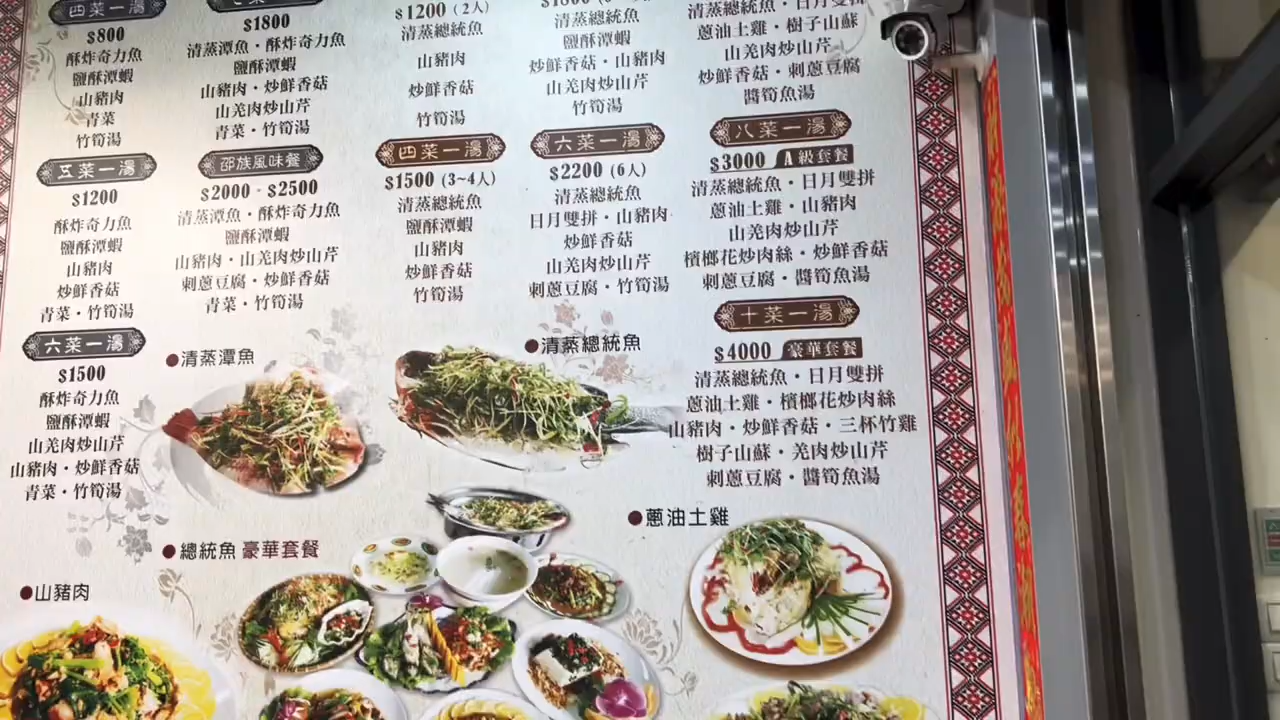 四菜一湯
$800
酥炸奇力魚
鹽酥潭蝦
山豬肉
青菜
竹筍湯
五菜一湯
$1200
酥炸奇力魚
鹽酥潭蝦
山豬肉
炒鮮香菇
青菜·竹筍湯
六菜一湯
$1500
酥炸奇力魚
鹽酥潭蝦
山羌肉炒山芹
山豬肉·炒鮮香菇
青菜·竹筍湯
$1800
清蒸潭魚·酥炸奇力魚
鹽酥潭蝦
山豬肉·炒鮮香菇
山羌肉炒山芹
青菜·竹筍湯
邵族風味餐
$2000-$2500
清蒸潭魚·酥炸奇力魚
鹽酥潭蝦
山豬肉·山羌肉炒山芹
刺蔥豆腐·炒鮮香菇
青菜·竹筍湯
$1200(2人)
清蒸總統魚
山豬肉
炒鮮香菇
竹筍湯
四菜一湯
$1500(3~4人)
清蒸總統魚
鹽酥潭蝦
山豬肉
炒鮮香菇
竹筍湯
清蒸總統魚
鹽酥潭蝦
炒鮮香菇·山豬肉
山羌肉炒山芹
竹筍湯
六菜一湯
$2200(6人)
清蒸總統魚
日月雙拼·山豬肉
炒鮮香菇
山羌肉炒山芹
刺蔥豆腐·竹筍湯
清蒸總統魚·日月雙拼
蔥油土雞·樹子山蘇
山羌肉炒山芹
炒鮮香菇·刺蔥豆腐
醬筍魚湯
八菜一湯
$3000 A級套餐
清蒸總統魚·日月雙拼
蔥油土雞·山豬肉
山羌肉炒山芹
檳榔花炒肉絲·炒鮮香菇
刺蔥豆腐·醬筍魚湯
十菜一湯
$4000 豪華套餐
清蒸總統魚·日月雙拼
蔥油土雞·檳榔花炒肉絲
山豬肉·炒鮮香菇·三杯竹雞
樹子山蘇·羌肉炒山芹
刺蔥豆腐·醬筍魚湯
●清蒸潭魚
●清蒸總統魚
●蔥油土雞
●總統魚 豪華套餐
●山豬肉